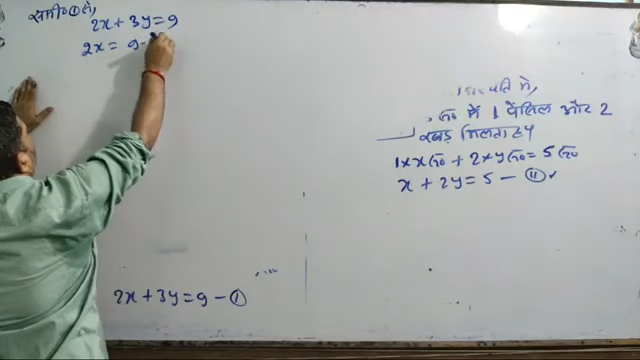 समी० ① से,
2x + 3y = 9
2x = 9 -
में 1 पेंसिल और 2
रबड़ मिलता है।
1×x रु० + 2×y रु० = 5 रु०
x + 2y = 5 — ⑪ ✓
2x + 3y = 9 — ①